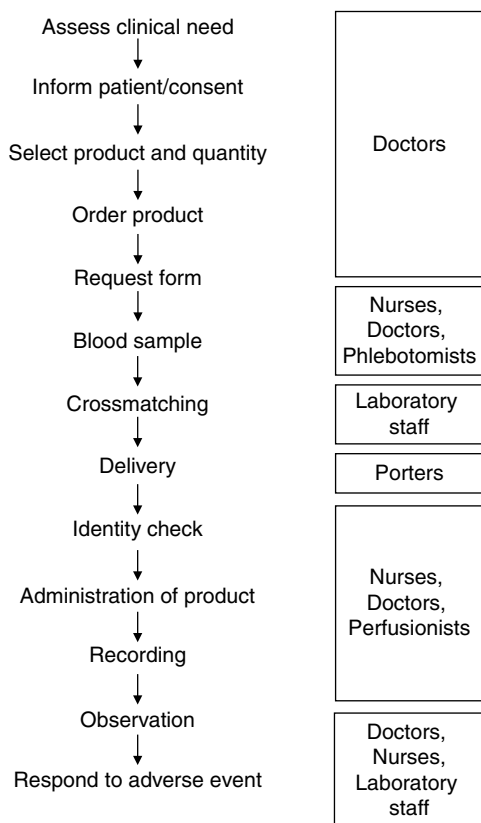 Assess clinical need
Inform patient/consent
Select product and quantity
Order product
Request form
Blood sample
Crossmatching
Delivery
Identity check
Administration of product
Recording
Observation
Respond to adverse event
Doctors
Nurses,
Doctors,
Phlebotomists
Laboratory
staff
Porters
Nurses,
Doctors,
Perfusionists
Doctors,
Nurses,
Laboratory
staff